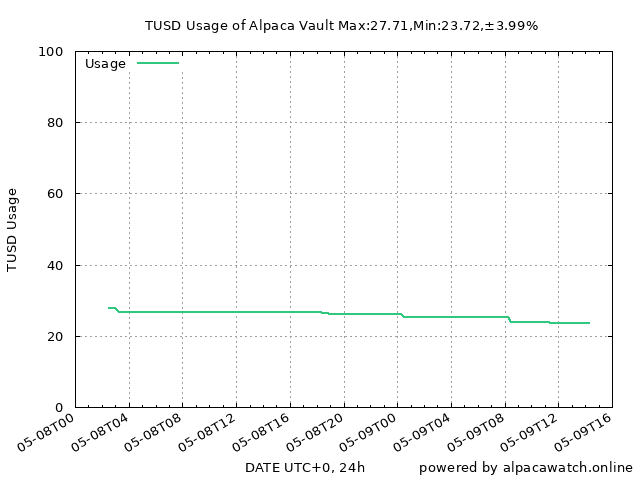 TUSD Usage of Alpaca Vault Max:27.71,Min:23.72,±3.99%
100
80
60
40
20
0
TUSD Usage
Usage
05-08T00
05-08T04
05-08T08
05-08T12
05-08T16
05-08T20
05-09T00
05-09T04
05-09T08
05-09T12
05-09T16
DATE UTC+0, 24h
powered by alpacawatch.online